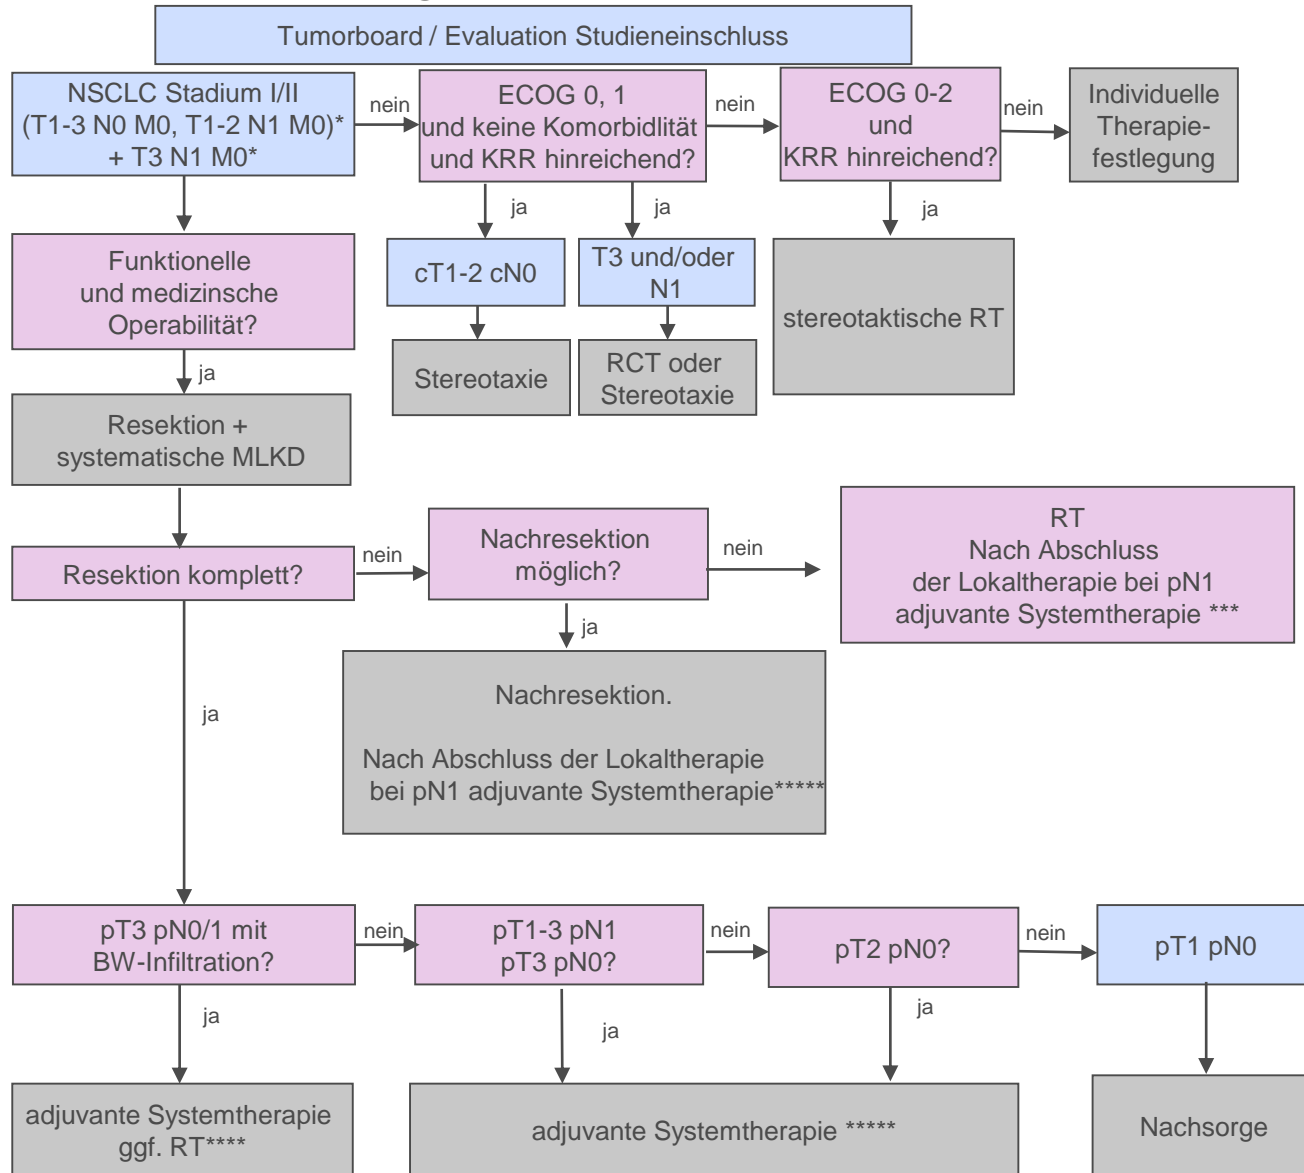 Tumorboard / Evaluation Studieneinschluss
NSCLC Stadium I/II
(T1-3 N0 M0, T1-2 N1 M0)*
+ T3 N1 M0*
nein
ECOG 0, 1
und keine Komorbidlität
und KRR hinreichend?
nein
ECOG 0-2
und
KRR hinreichend?
nein
Individuelle
Therapie-
festlegung
ja
ja
ja
Funktionelle
und medizinsche
Operabilität?
cT1-2 cN0
T3 und/oder
N1
stereotaktische RT
ja
Stereotaxie
RCT oder
Stereotaxie
Resektion +
systematische MLKD
Resektion komplett?
nein
Nachresektion
möglich?
nein
RT
Nach Abschluss
der Lokaltherapie bei pN1
adjuvante Systemtherapie ***
ja
Nachresektion.
Nach Abschluss der Lokaltherapie
bei pN1 adjuvante Systemtherapie*****
ja
pT3 pN0/1 mit
BW-Infiltration?
nein
pT1-3 pN1
pT3 pN0?
nein
pT2 pN0?
nein
pT1 pN0
ja
ja
ja
adjuvante Systemtherapie
ggf. RT****
adjuvante Systemtherapie *****
Nachsorge